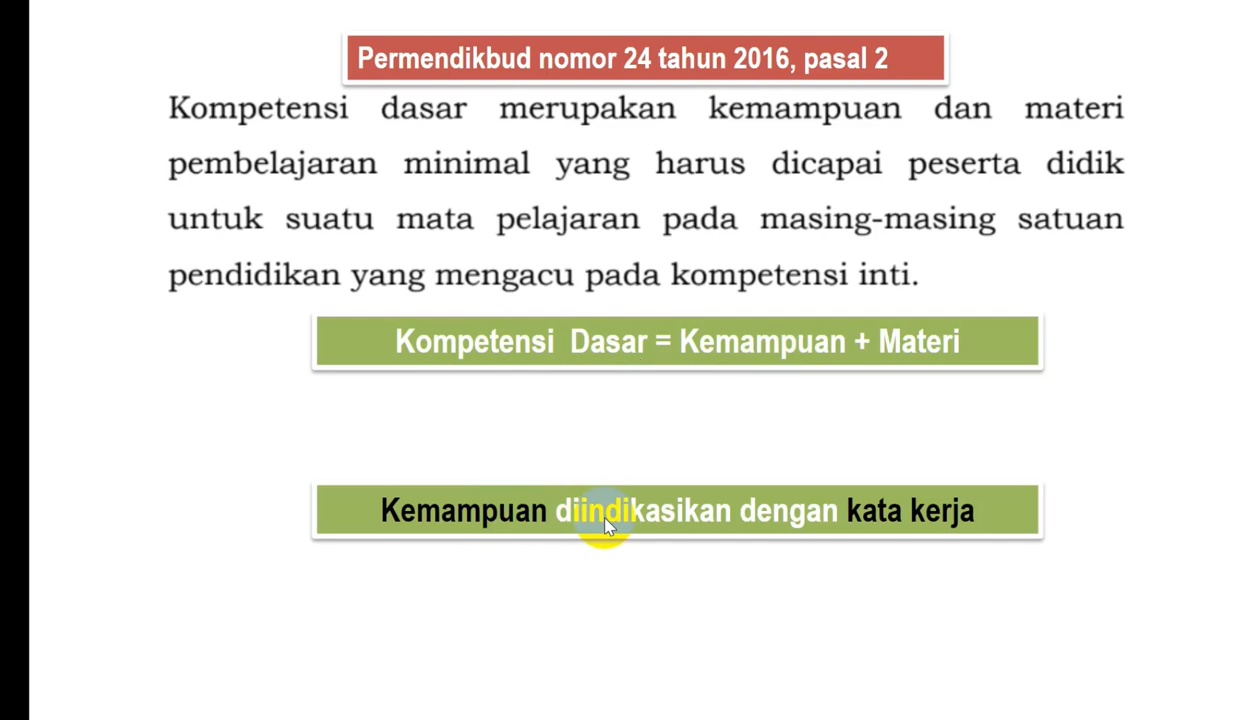 Permendikbud nomor 24 tahun 2016, pasal 2
Kompetensi dasar merupakan kemampuan dan materi
pembelajaran minimal yang harus dicapai peserta didik
untuk suatu mata pelajaran pada masing-masing satuan
pendidikan yang mengacu pada kompetensi inti.
Kompetensi Dasar = Kemampuan + Materi
Kemampuan diindikasikan dengan kata kerja